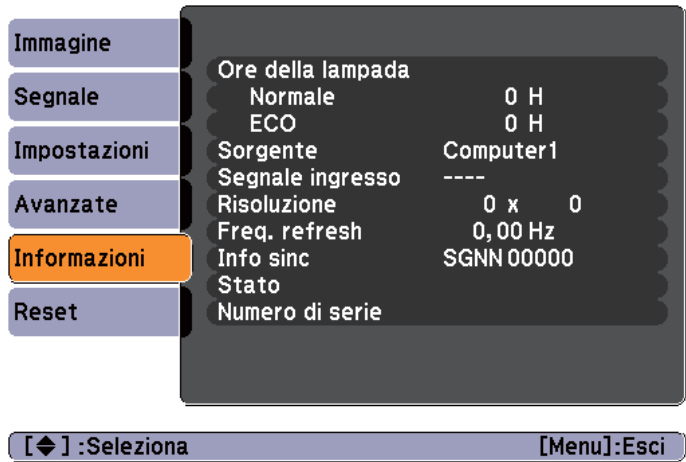 Immagine
Segnale
Impostazioni
Avanzate
Informazioni
Reset
Ore della lampada
Normale 0 H
ECO 0 H
Sorgente Computer1
Segnale ingresso ----
Risoluzione 0 x 0
Freq. refresh 0,00 Hz
Info sinc SGNN 00000
Stato
Numero di serie
[◆] :Seleziona [Menu]:Esci